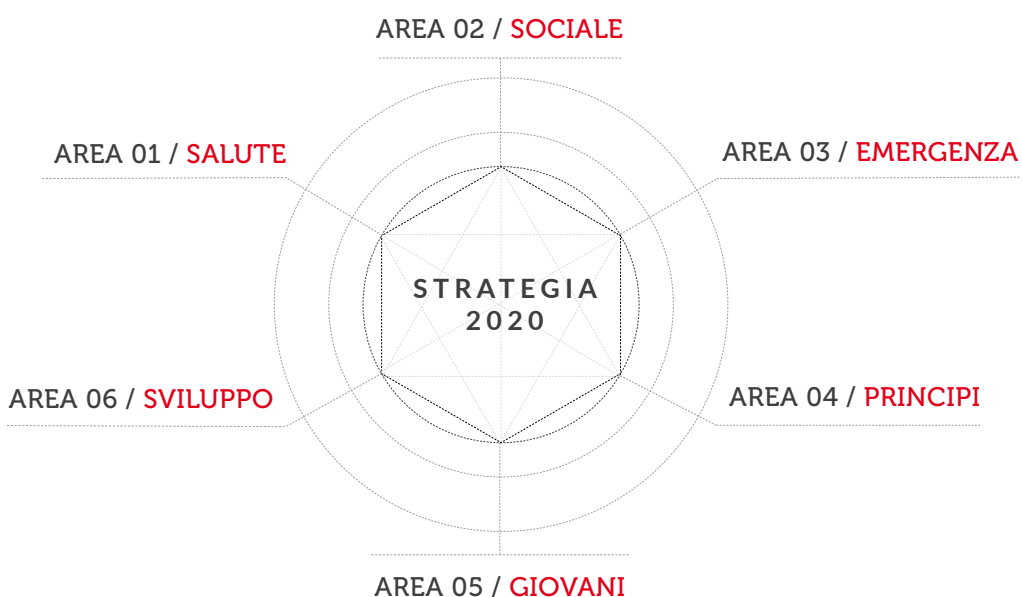 AREA 02 / SOCIALE
AREA 01 / SALUTE
AREA 03 / EMERGENZA
STRATEGIA
2020
AREA 06 / SVILUPPO
AREA 04 / PRINCIPI
AREA 05 / GIOVANI